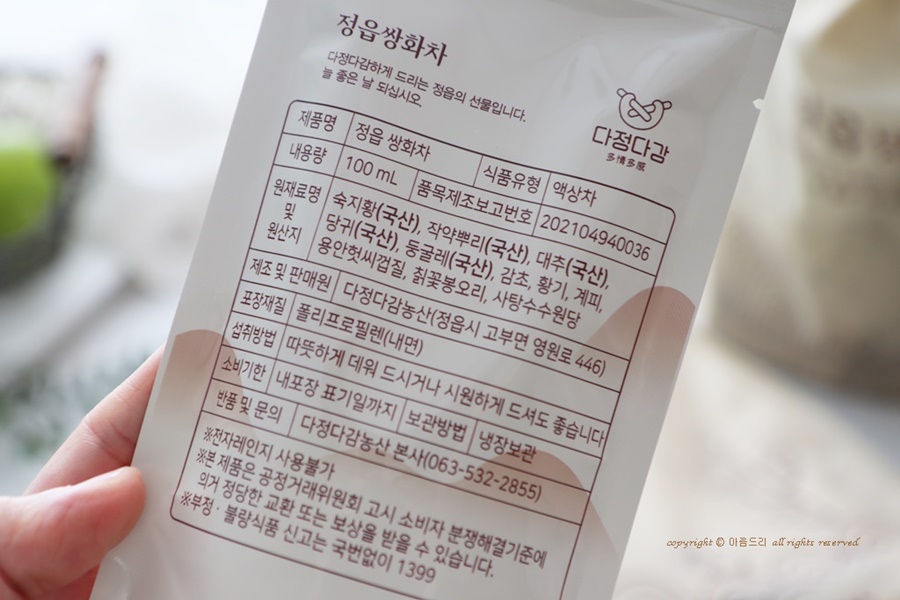 정읍쌍화차
다정다감하게 드리는 정읍의 선물입니다.
늘 좋은 날 되십시오.
다정다감
多情多感
제품명 정읍 쌍화차 식품유형 액상차
내용량 100 mL 품목제조보고번호 202104940036
원재료명
및
원산지
숙지황(국산), 작약뿌리(국산), 대추(국산),
당귀(국산), 둥굴레(국산), 감초, 황기, 계피,
용안헛씨껍질, 칡꽃봉오리, 사탕수수원당
제조 및 판매원 다정다감농산(정읍시 고부면 영원로 446)
포장재질 폴리프로필렌(내면)
섭취방법 따뜻하게 데워 드시거나 시원하게 드셔도 좋습니다
소비기한 내포장 표기일까지 보관방법 냉장보관
반품 및 문의 다정다감농산 본사(063-532-2855)
※전자레인지 사용불가
※본 제품은 공정거래위원회 고시 소비자 분쟁해결기준에
의거 정당한 교환 또는 보상을 받을 수 있습니다.
※부정·불량식품 신고는 국번없이 1399
copyright © 아름드리 all rights reserved